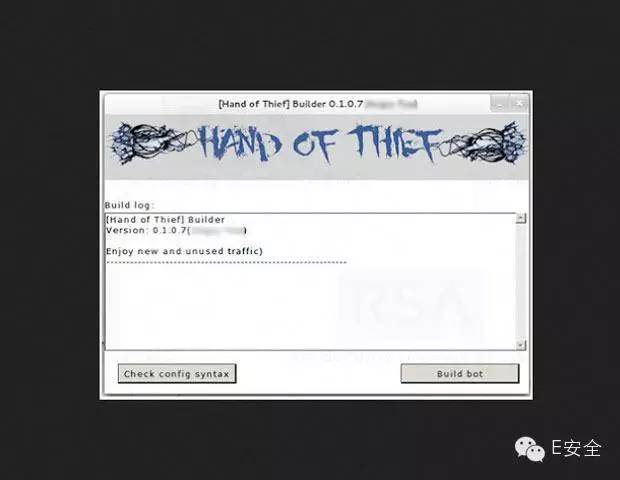 [Hand of Thief] Builder 0.1.0.7
HAND OF THIEF
Build log:
[Hand of Thief] Builder
Version: 0.1.0.7(
)
Enjoy new and unused traffic)
--------------------------------------------------
RSA
Check config syntax
Build bot
E安全